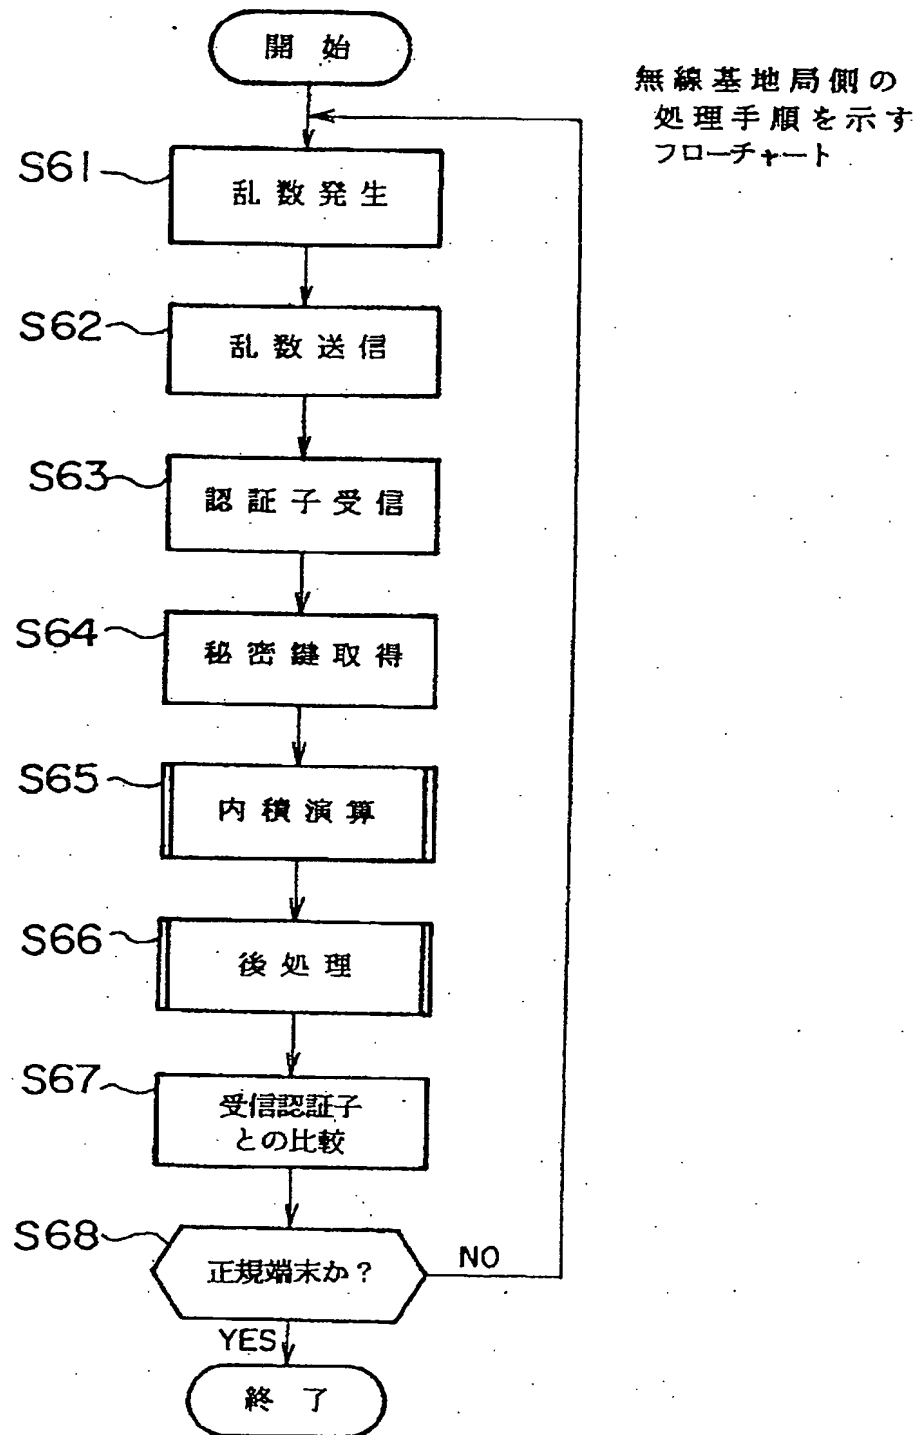 開始
無線基地局側の
処理手順を示す
フローチャート
S61
乱数発生
S62
乱数送信
S63
認証子受信
S64
秘密鍵取得
S65
内積演算
S66
後処理
S67
受信認証子
との比較
S68
正規端末か?
NO
YES
終了